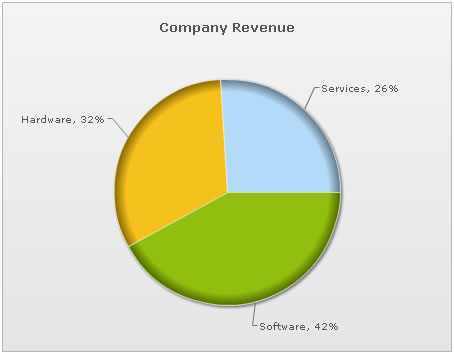 Company Revenue
Services, 26%
Hardware, 32%
Software, 42%